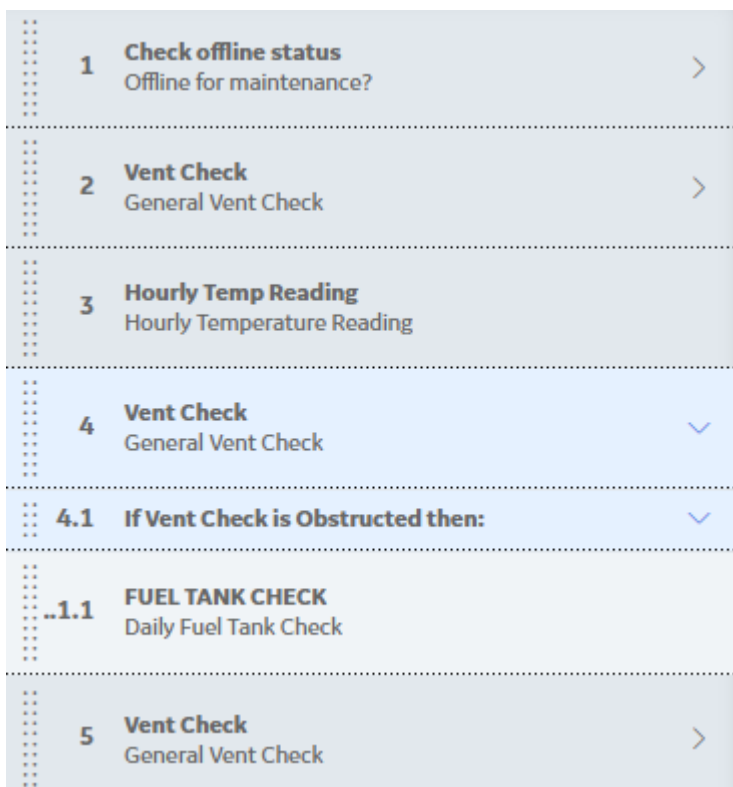 1
Check offline status
Offline for maintenance?
2
Vent Check
General Vent Check
3
Hourly Temp Reading
Hourly Temperature Reading
4
Vent Check
General Vent Check
4.1 If Vent Check is Obstructed then:
..1.1
FUEL TANK CHECK
Daily Fuel Tank Check
5
Vent Check
General Vent Check